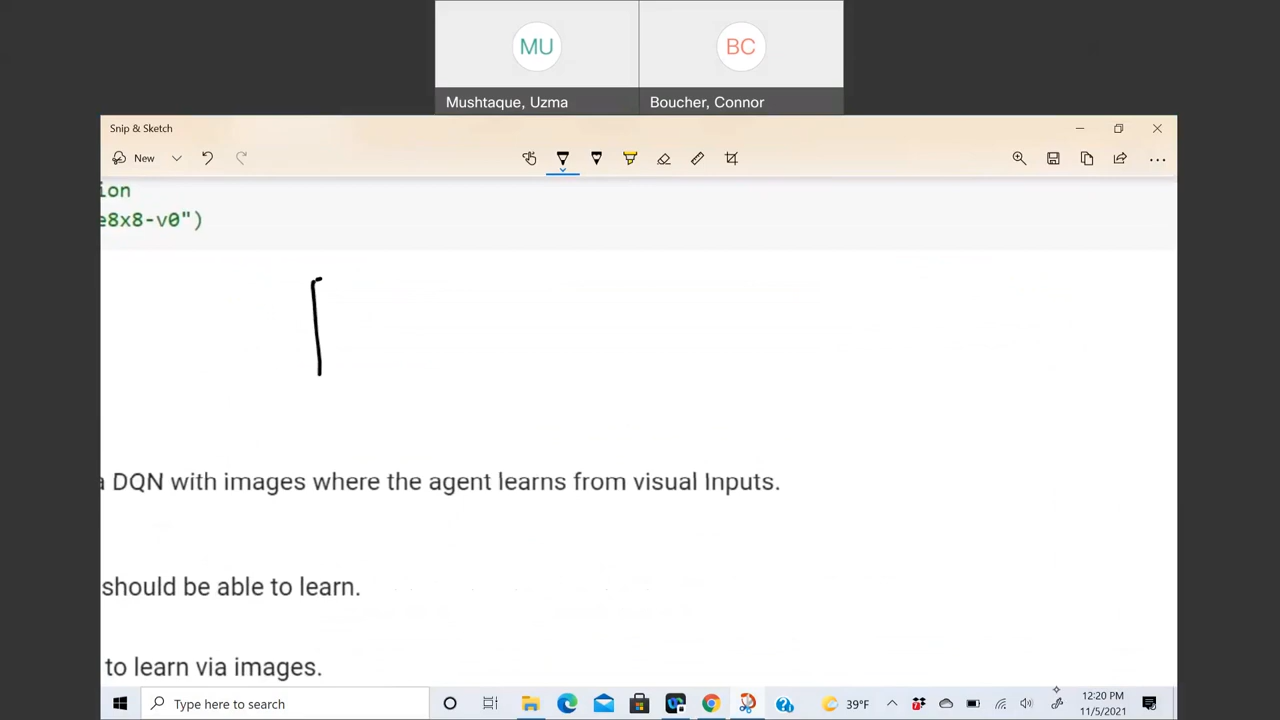 MU
BC
Mushtaque, Uzma
Boucher, Connor
Snip & Sketch
New
ion
e8x8-v0")
a DQN with images where the agent learns from visual Inputs.
should be able to learn.
to learn via images.
Type here to search
39°F
12:20 PM
11/5/2021